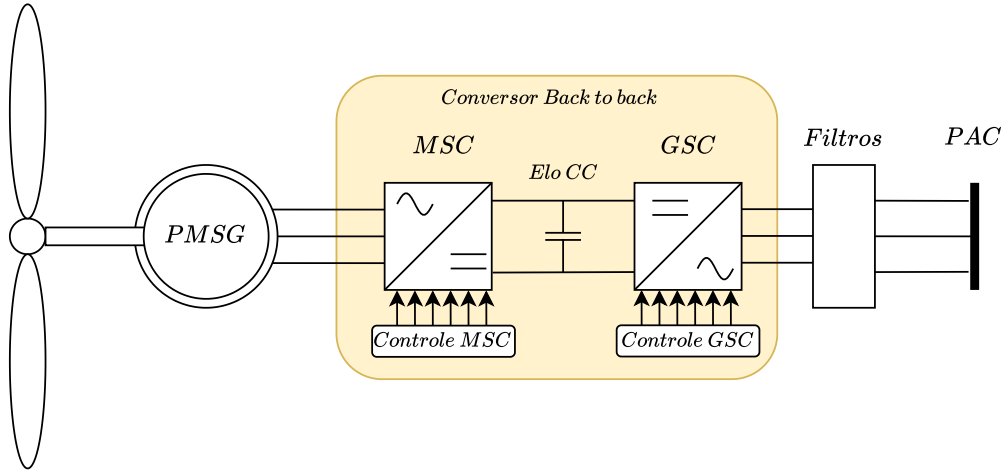 Conversor Back to back
MSC
GSC
Filtros
PAC
Elo CC
PMSG
Controle MSC
Controle GSC